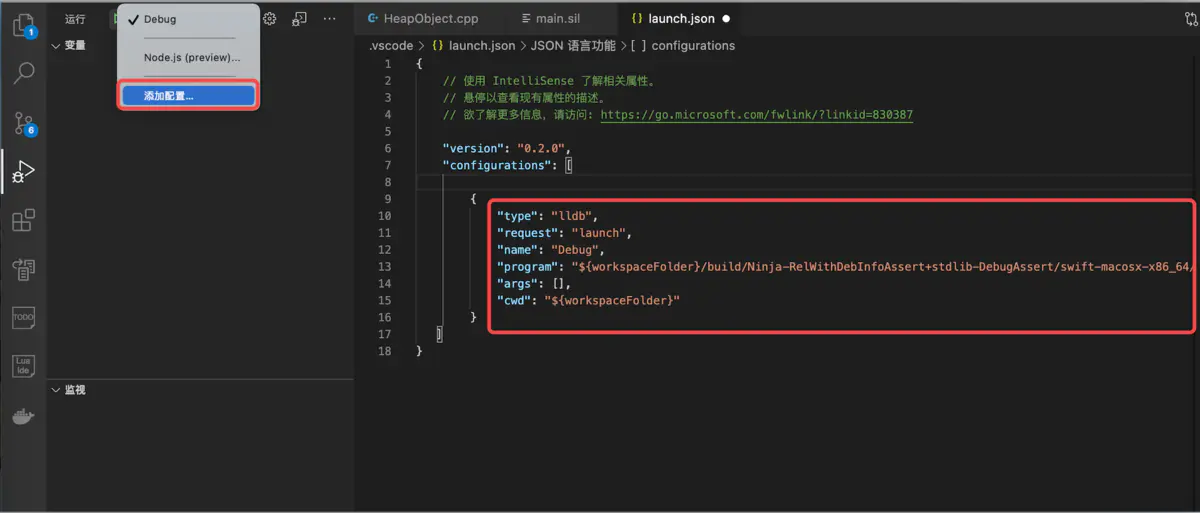 1
6
TODO
Lua
Ide
运行
Debug
Node.js (preview)...
添加配置...
变量
监视
HeapObject.cpp
main.sil
{} launch.json
.vscode > {} launch.json > JSON 语言功能 > [ ] configurations
1 {
2 // 使用 IntelliSense 了解相关属性。
3 // 悬停以查看现有属性的描述。
4 // 欲了解更多信息，请访问: https://go.microsoft.com/fwlink/?linkid=830387
5
6 "version": "0.2.0",
7 "configurations": [
8
9 {
10 "type": "lldb",
11 "request": "launch",
12 "name": "Debug",
13 "program": "${workspaceFolder}/build/Ninja-RelWithDebInfoAssert+stdlib-DebugAssert/swift-macosx-x86_64/
14 "args": [],
15 "cwd": "${workspaceFolder}"
16 }
17 ]
18 }